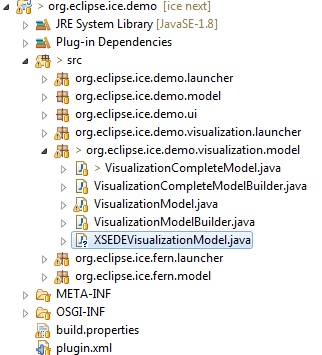 > org.eclipse.ice.demo [ice next]
JRE System Library [JavaSE-1.8]
Plug-in Dependencies
> src
org.eclipse.ice.demo.launcher
org.eclipse.ice.demo.model
org.eclipse.ice.demo.ui
org.eclipse.ice.demo.visualization.launcher
> org.eclipse.ice.demo.visualization.model
> VisualizationCompleteModel.java
VisualizationCompleteModelBuilder.java
VisualizationModel.java
VisualizationModelBuilder.java
XSEDEVisualizationModel.java
org.eclipse.ice.fern.launcher
org.eclipse.ice.fern.model
META-INF
OSGI-INF
build.properties
plugin.xml